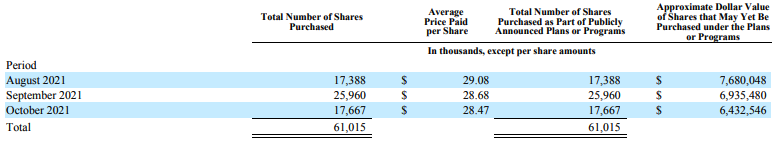 Total Number of Shares Purchased
Average Price Paid per Share
Total Number of Shares Purchased as Part of Publicly Announced Plans or Programs
Approximate Dollar Value of Shares that May Yet Be Purchased under the Plans or Programs
In thousands, except per share amounts
Period
August 2021 17,388 $ 29.08 17,388 $ 7,680,048
September 2021 25,960 $ 28.68 25,960 $ 6,935,480
October 2021 17,667 $ 28.47 17,667 $ 6,432,546
Total 61,015 61,015